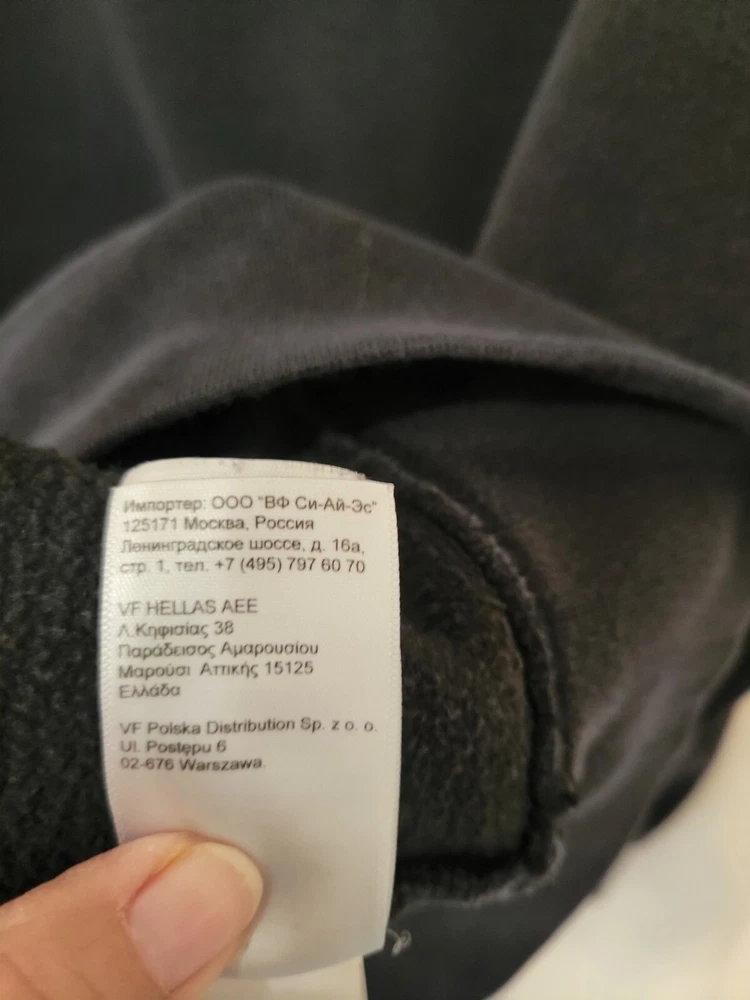 Импортер: ООО "ВФ Си-Ай-Эс"
125171 Москва, Россия
Ленинградское шоссе, д. 16а,
стр. 1, тел. +7 (495) 797 60 70
VF HELLAS AEE
Λ.Κηφισίας 38
Παράδεισος Αμαρουσίου
Μαρούσι Αττικής 15125
Ελλάδα
VF Polska Distribution Sp. z o. o.
Ul. Postępu 6
02-676 Warszawa.